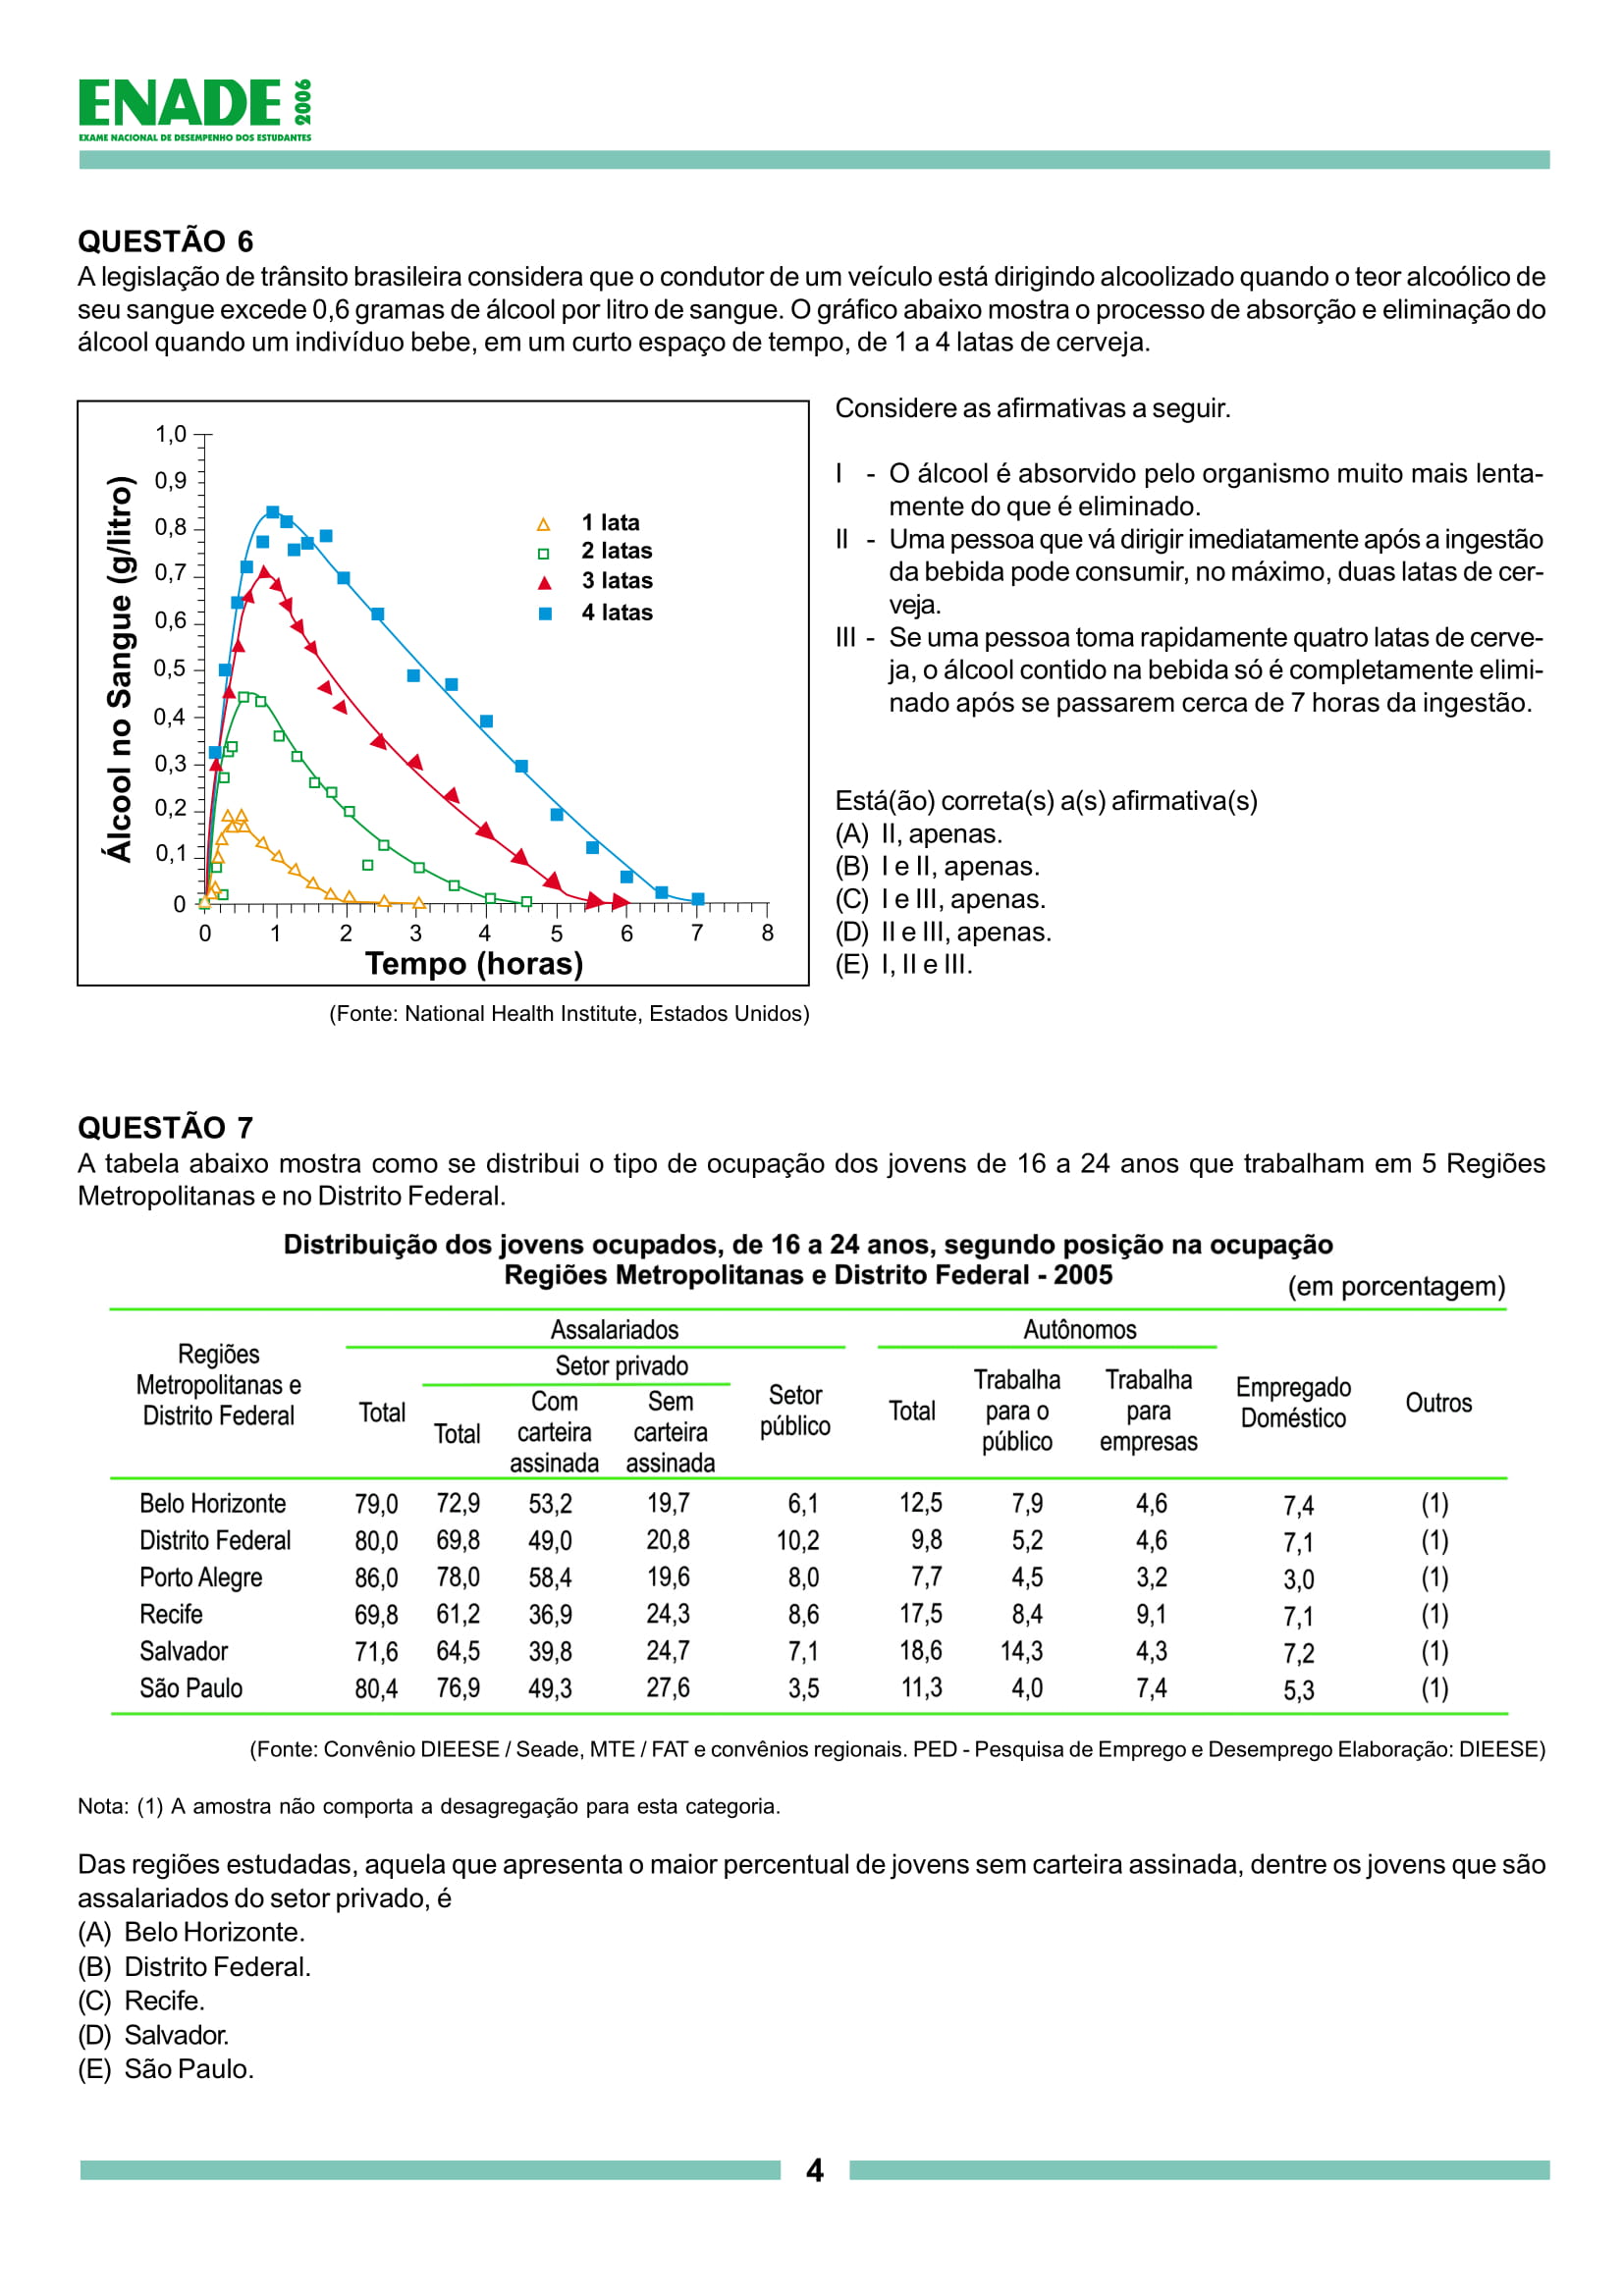 ENADE 2006
EXAME NACIONAL DE DESEMPENHO DOS ESTUDANTES
QUESTÃO 6
A legislação de trânsito brasileira considera que o condutor de um veículo está dirigindo alcoolizado quando o teor alcoólico de
seu sangue excede 0,6 gramas de álcool por litro de sangue. O gráfico abaixo mostra o processo de absorção e eliminação do
álcool quando um indivíduo bebe, em um curto espaço de tempo, de 1 a 4 latas de cerveja.
Álcool no Sangue (g/litro)
1,0
0,9
0,8
0,7
0,6
0,5
0,4
0,3
0,2
0,1
0
0 1 2 3 4 5 6 7 8
Tempo (horas)
1 lata
2 latas
3 latas
4 latas
(Fonte: National Health Institute, Estados Unidos)
Considere as afirmativas a seguir.
I - O álcool é absorvido pelo organismo muito mais lenta-
mente do que é eliminado.
II - Uma pessoa que vá dirigir imediatamente após a ingestão
da bebida pode consumir, no máximo, duas latas de cer-
veja.
III - Se uma pessoa toma rapidamente quatro latas de cerve-
ja, o álcool contido na bebida só é completamente elimi-
nado após se passarem cerca de 7 horas da ingestão.
Está(ão) correta(s) a(s) afirmativa(s)
(A) II, apenas.
(B) I e II, apenas.
(C) I e III, apenas.
(D) II e III, apenas.
(E) I, II e III.
QUESTÃO 7
A tabela abaixo mostra como se distribui o tipo de ocupação dos jovens de 16 a 24 anos que trabalham em 5 Regiões
Metropolitanas e no Distrito Federal.
Distribuição dos jovens ocupados, de 16 a 24 anos, segundo posição na ocupação
Regiões Metropolitanas e Distrito Federal - 2005
(em porcentagem)
Regiões
Metropolitanas e
Distrito Federal
Assalariados
Total
Setor privado
Total
Com
carteira
assinada
Sem
carteira
assinada
Setor
público
Autônomos
Total
Trabalha
para o
público
Trabalha
para
empresas
Empregado
Doméstico
Outros
Belo Horizonte 79,0 72,9 53,2 19,7 6,1 12,5 7,9 4,6 7,4 (1)
Distrito Federal 80,0 69,8 49,0 20,8 10,2 9,8 5,2 4,6 7,1 (1)
Porto Alegre 86,0 78,0 58,4 19,6 8,0 7,7 4,5 3,2 3,0 (1)
Recife 69,8 61,2 36,9 24,3 8,6 17,5 8,4 9,1 7,1 (1)
Salvador 71,6 64,5 39,8 24,7 7,1 18,6 14,3 4,3 7,2 (1)
São Paulo 80,4 76,9 49,3 27,6 3,5 11,3 4,0 7,4 5,3 (1)
(Fonte: Convênio DIEESE / Seade, MTE / FAT e convênios regionais. PED - Pesquisa de Emprego e Desemprego Elaboração: DIEESE)
Nota: (1) A amostra não comporta a desagregação para esta categoria.
Das regiões estudadas, aquela que apresenta o maior percentual de jovens sem carteira assinada, dentre os jovens que são
assalariados do setor privado, é
(A) Belo Horizonte.
(B) Distrito Federal.
(C) Recife.
(D) Salvador.
(E) São Paulo.
4